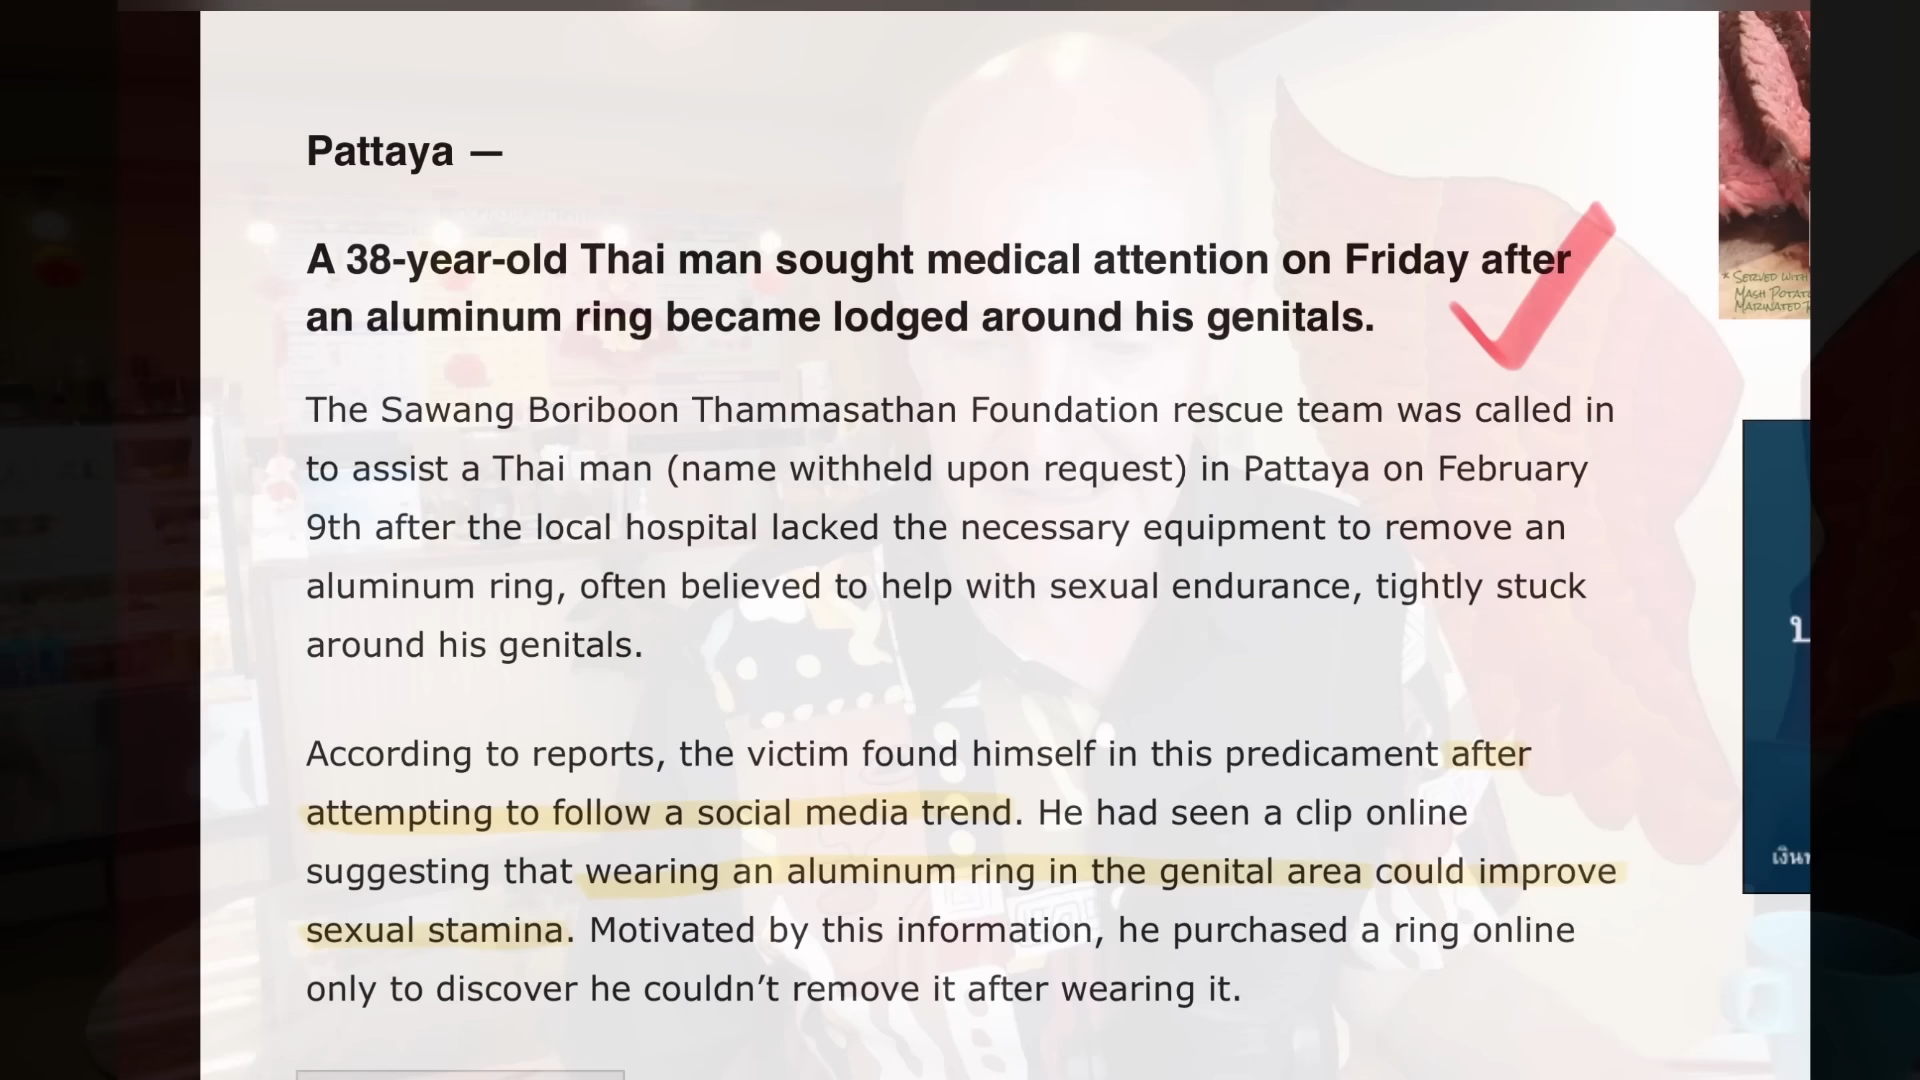 Pattaya —
A 38-year-old Thai man sought medical attention on Friday after
an aluminum ring became lodged around his genitals.
The Sawang Boriboon Thammasathan Foundation rescue team was called in
to assist a Thai man (name withheld upon request) in Pattaya on February
9th after the local hospital lacked the necessary equipment to remove an
aluminum ring, often believed to help with sexual endurance, tightly stuck
around his genitals.
According to reports, the victim found himself in this predicament after
attempting to follow a social media trend. He had seen a clip online
suggesting that wearing an aluminum ring in the genital area could improve
sexual stamina. Motivated by this information, he purchased a ring online
only to discover he couldn’t remove it after wearing it.
* SERVED WITH
MASH
MARINATED